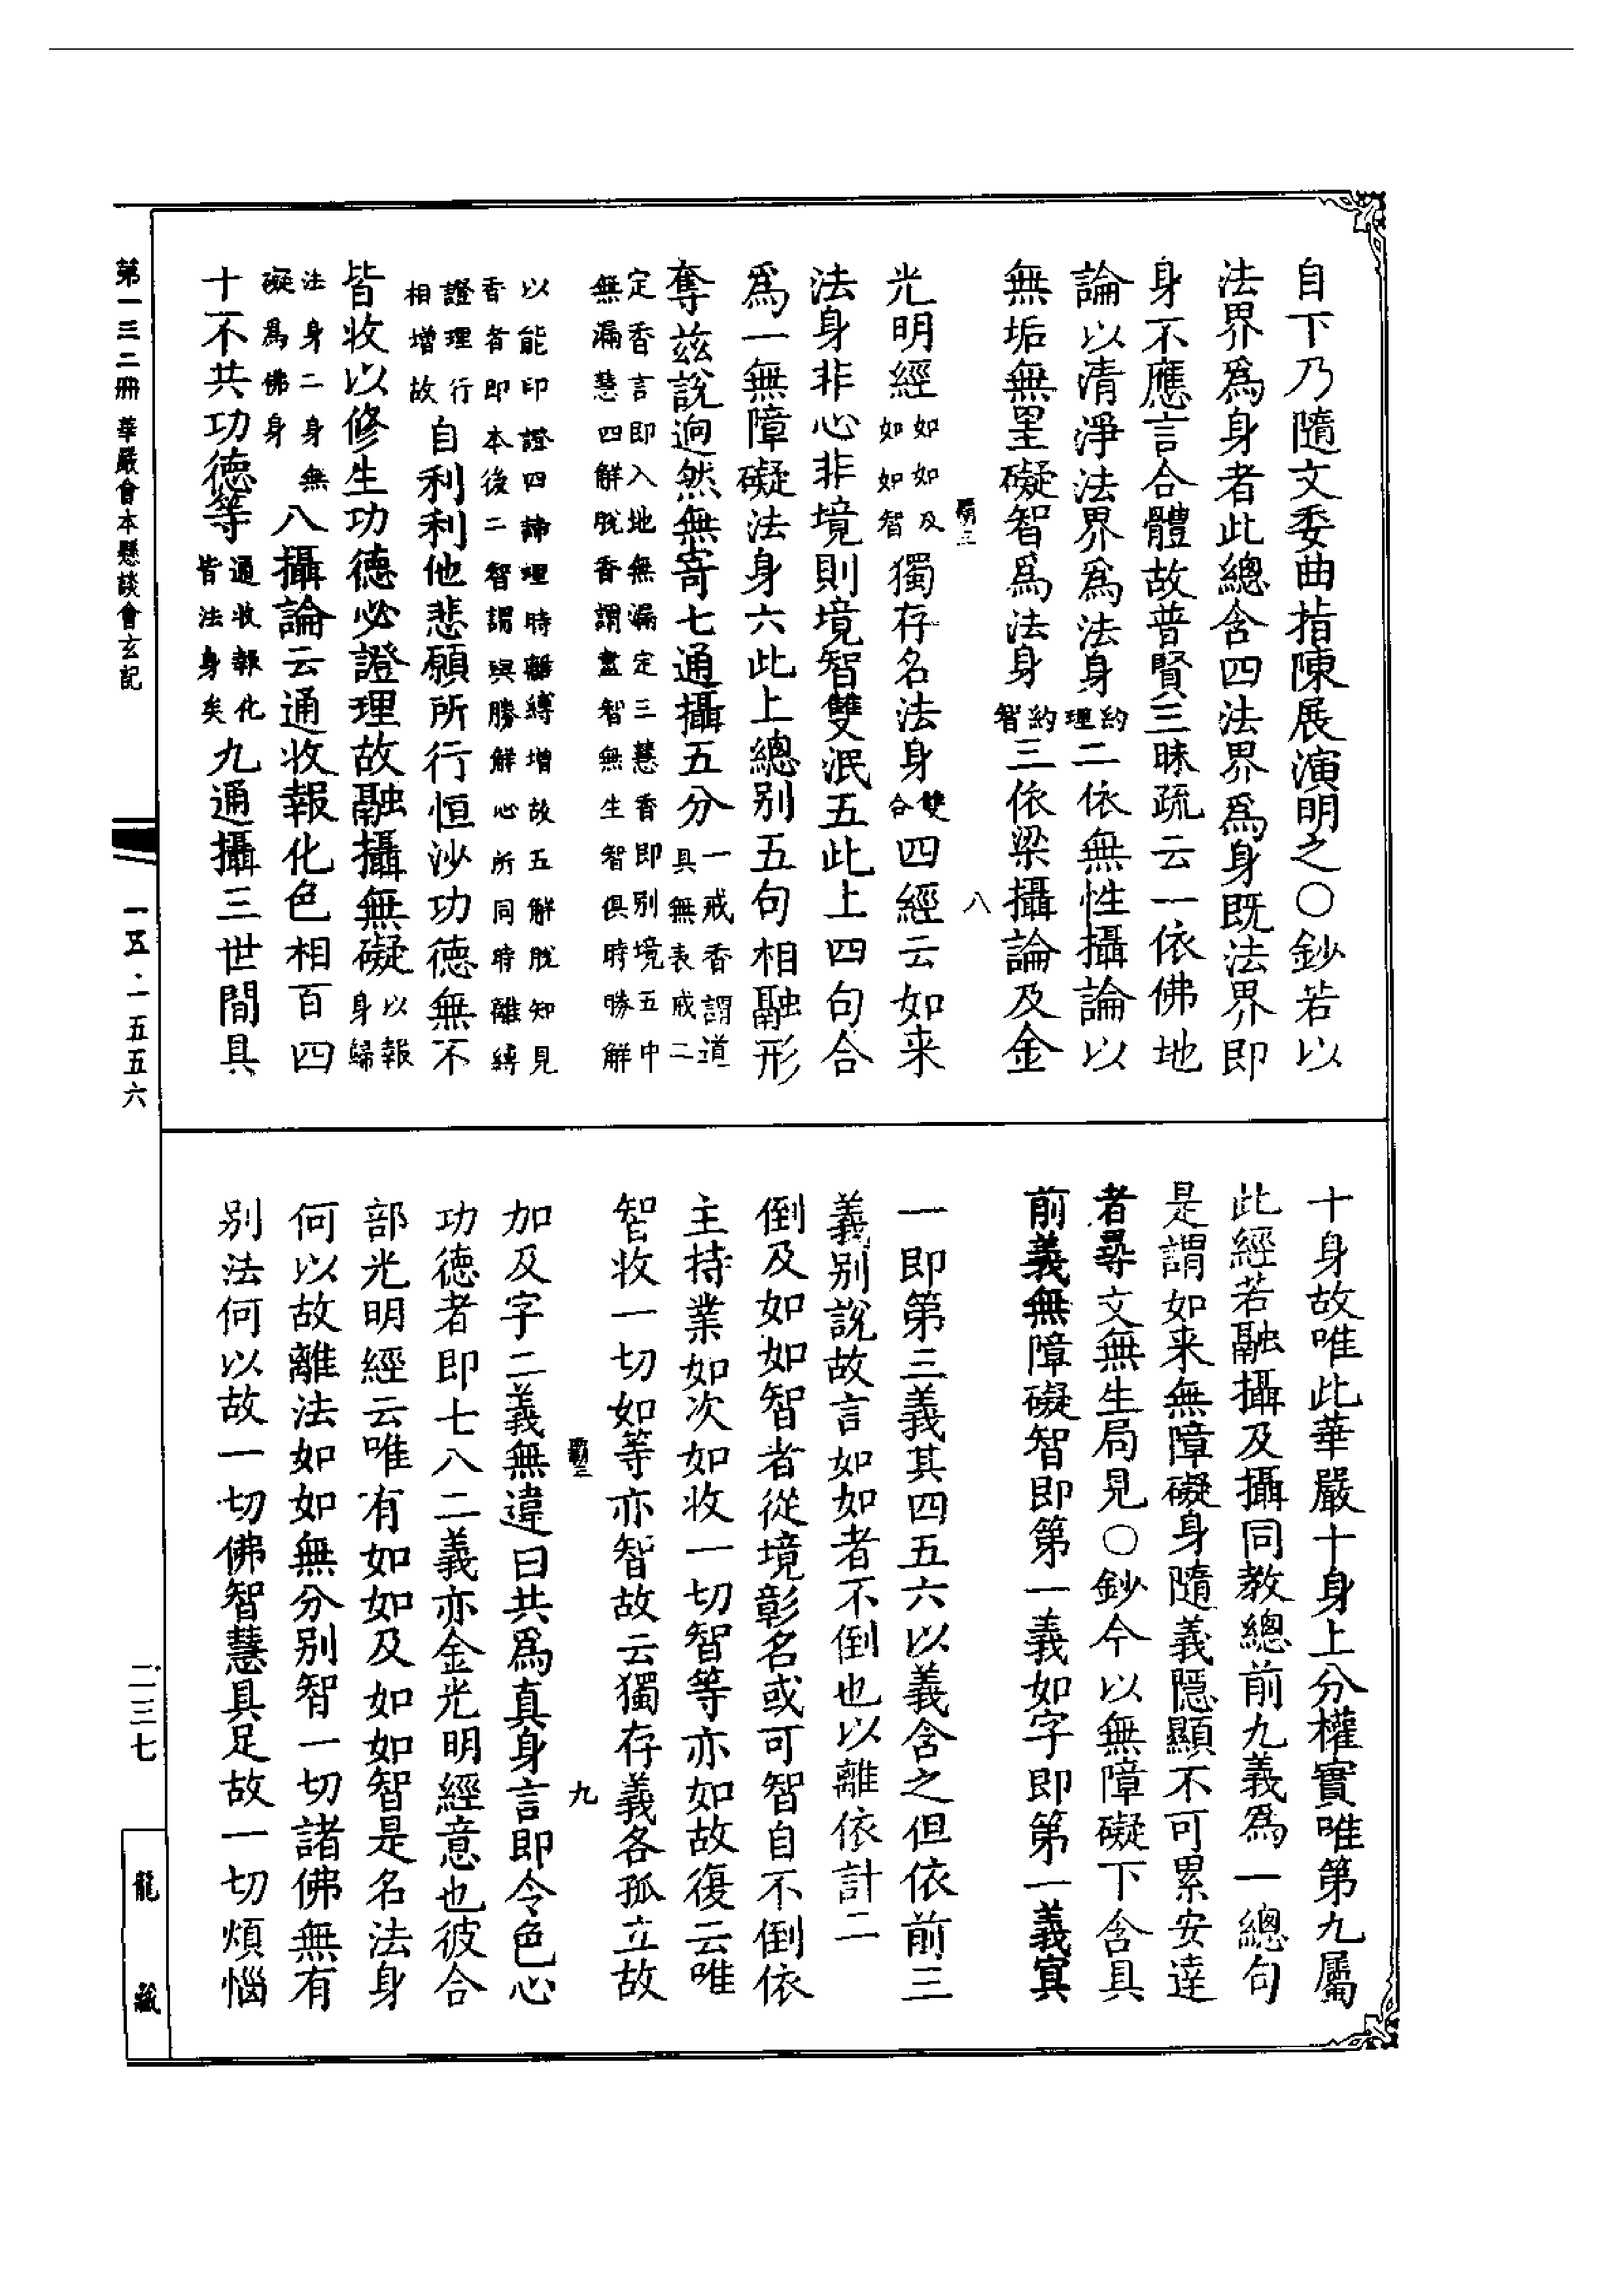 自下乃隨文委曲指陳展演明之〇鈔若以
法界爲身者此總含四法界爲身既法界即
身不應言合體故普賢三昧疏云一依佛地
論以清淨法界爲法身約理二依無性攝論以
無垢無罣礙智爲法身約智三依梁攝論及金
八
光明經如如及如如智獨存名法身雙合四經云如来
法身非心非境則境智雙泯五此上四句合
爲一無障礙法身六此上總別五句相融形
奪兹說逈然無寄七通攝五分一戒香謂道具無表戒二
定香言即入地無漏定三慧香即別境五中無漏慧四解脫香謂盡智無生智俱時勝解
以能印證四諦理時離縛增故五解脫知見香者即本後二智謂與勝解心所同時離縛
證理行相增故自利利他悲願所行恒沙功德無不
皆收以修生功德必證理故融攝無礙以報身歸
法身二身無礙爲佛身八攝論云通收報化色相百四
十不共功德等通收報化皆法身矣九通攝三世間具
第一三二冊 華嚴會本懸談會玄記
一五·一五五六
十身故唯此華嚴十身上分權實唯第九屬
此經若融攝及攝同教總前九義爲一總句
是謂如来無障礙身隨義隱顯不可累安達
者尋文無生局見〇鈔今以無障礙下含具
前義無障礙智即第一義如字即第一義冝
一即第三義其四五六以義含之但依前三
義別說故言如如者不倒也以離依計二
倒及如如智者從境彰名或可智自不倒依
主持業如次如收一切智等亦如故復云唯
智收一切如等亦智故云獨存義各孤立故
九
加及字二義無違曰共爲真身言即令色心
功德者即七八二義亦金光明經意也彼合
部光明經云唯有如如及如如智是名法身
何以故離法如如無分別智一切諸佛無有
別法何以故一切佛智慧具足故一切煩惱
二三七
龍藏